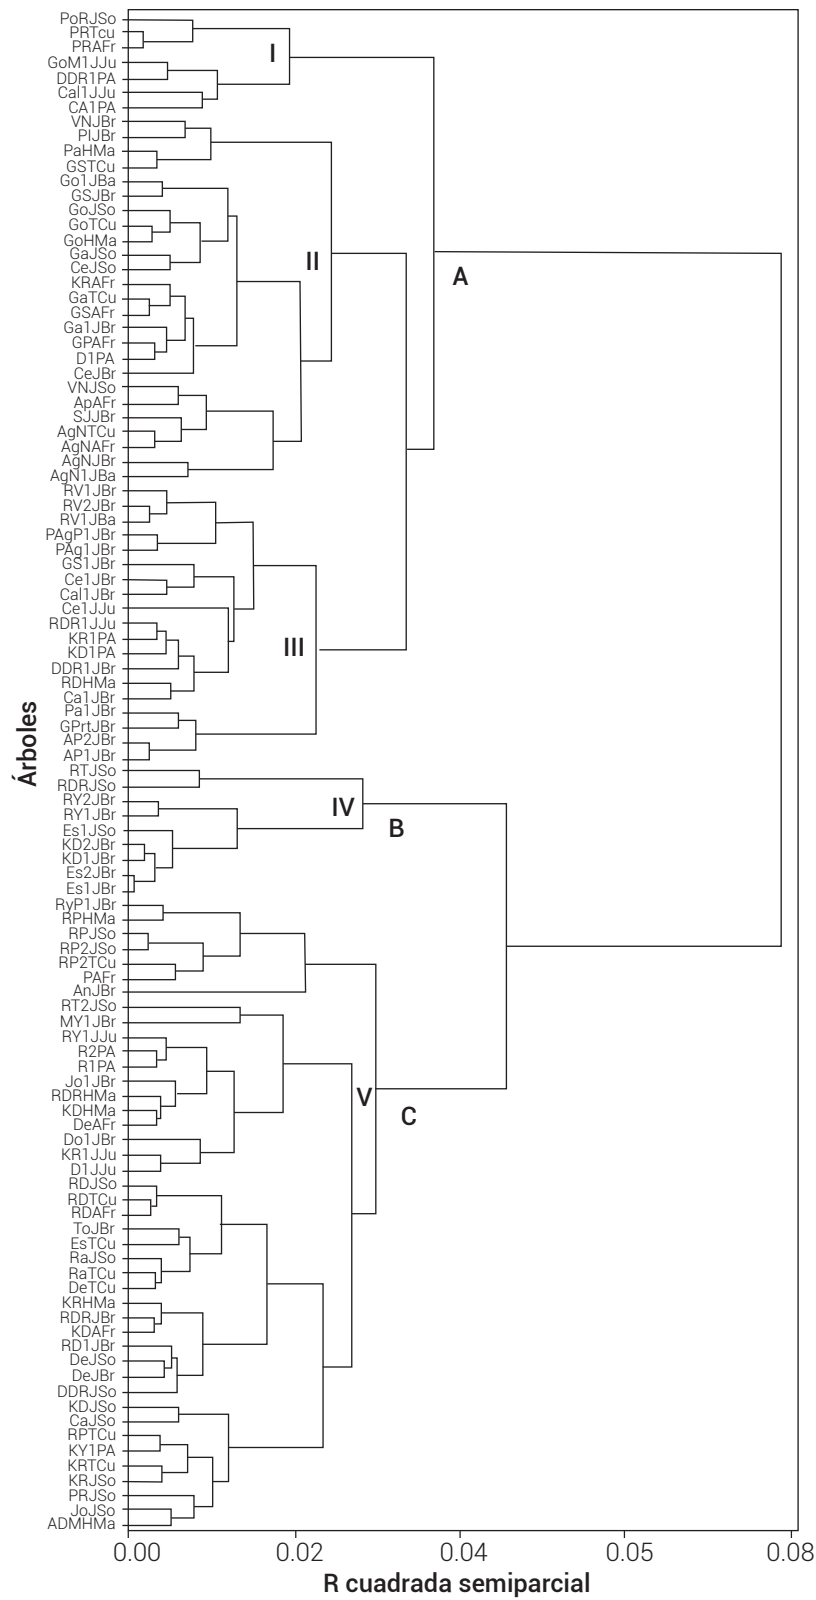 PoRJSo
PRTcu
PRAFr
GoM1JJu
DDR1PA
Cal1JJu
CA1PA
VNJBr
PIJBr
PaHMa
GSTCu
Go1JBa
GSJBr
GoJSo
GoTCu
GoHMa
GaJSo
CeJSo
KRAFr
GaTCu
GSAFr
Ga1JBr
GPAFr
D1PA
CeJBr
VNJSo
ApAFr
SJJBr
AgNTCu
AgNAFr
AgNJBr
AgN1JBa
RV1JBr
RV2JBr
RV1JBa
PAgP1JBr
PAg1JBr
GS1JBr
Ce1JBr
Cal1JBr
Ce1JJu
RDR1JJu
KR1PA
KD1PA
DDR1JBr
RDHMa
Ca1JBr
Pa1JBr
GPrtJBr
AP2JBr
AP1JBr
RTJSo
RDRJSo
RY2JBr
RY1JBr
Es1JSo
KD2JBr
KD1JBr
Es2JBr
Es1JBr
RyP1JBr
RPHMa
RPJSo
RP2JSo
RP2TCu
PAFr
AnJBr
RT2JSo
MY1JBr
RY1JJu
R2PA
R1PA
Jo1JBr
RDRHMa
KDHMa
DeAFr
Do1JBr
KR1JJu
D1JJu
RDJSo
RDTCu
RDAFr
ToJBr
EsTCu
RaJSo
RaTCu
DeTCu
KRHMa
RDRJBr
KDAFr
RD1JBr
DeJSo
DeJBr
DDRJSo
KDJSo
CaJSo
RPTCu
KY1PA
KRTCu
KRJSo
PRJSo
JoJSo
ADMHMa
I
II
III
IV
V
A
B
C
Árboles
0.00 0.02 0.04 0.05 0.08
R cuadrada semiparcial